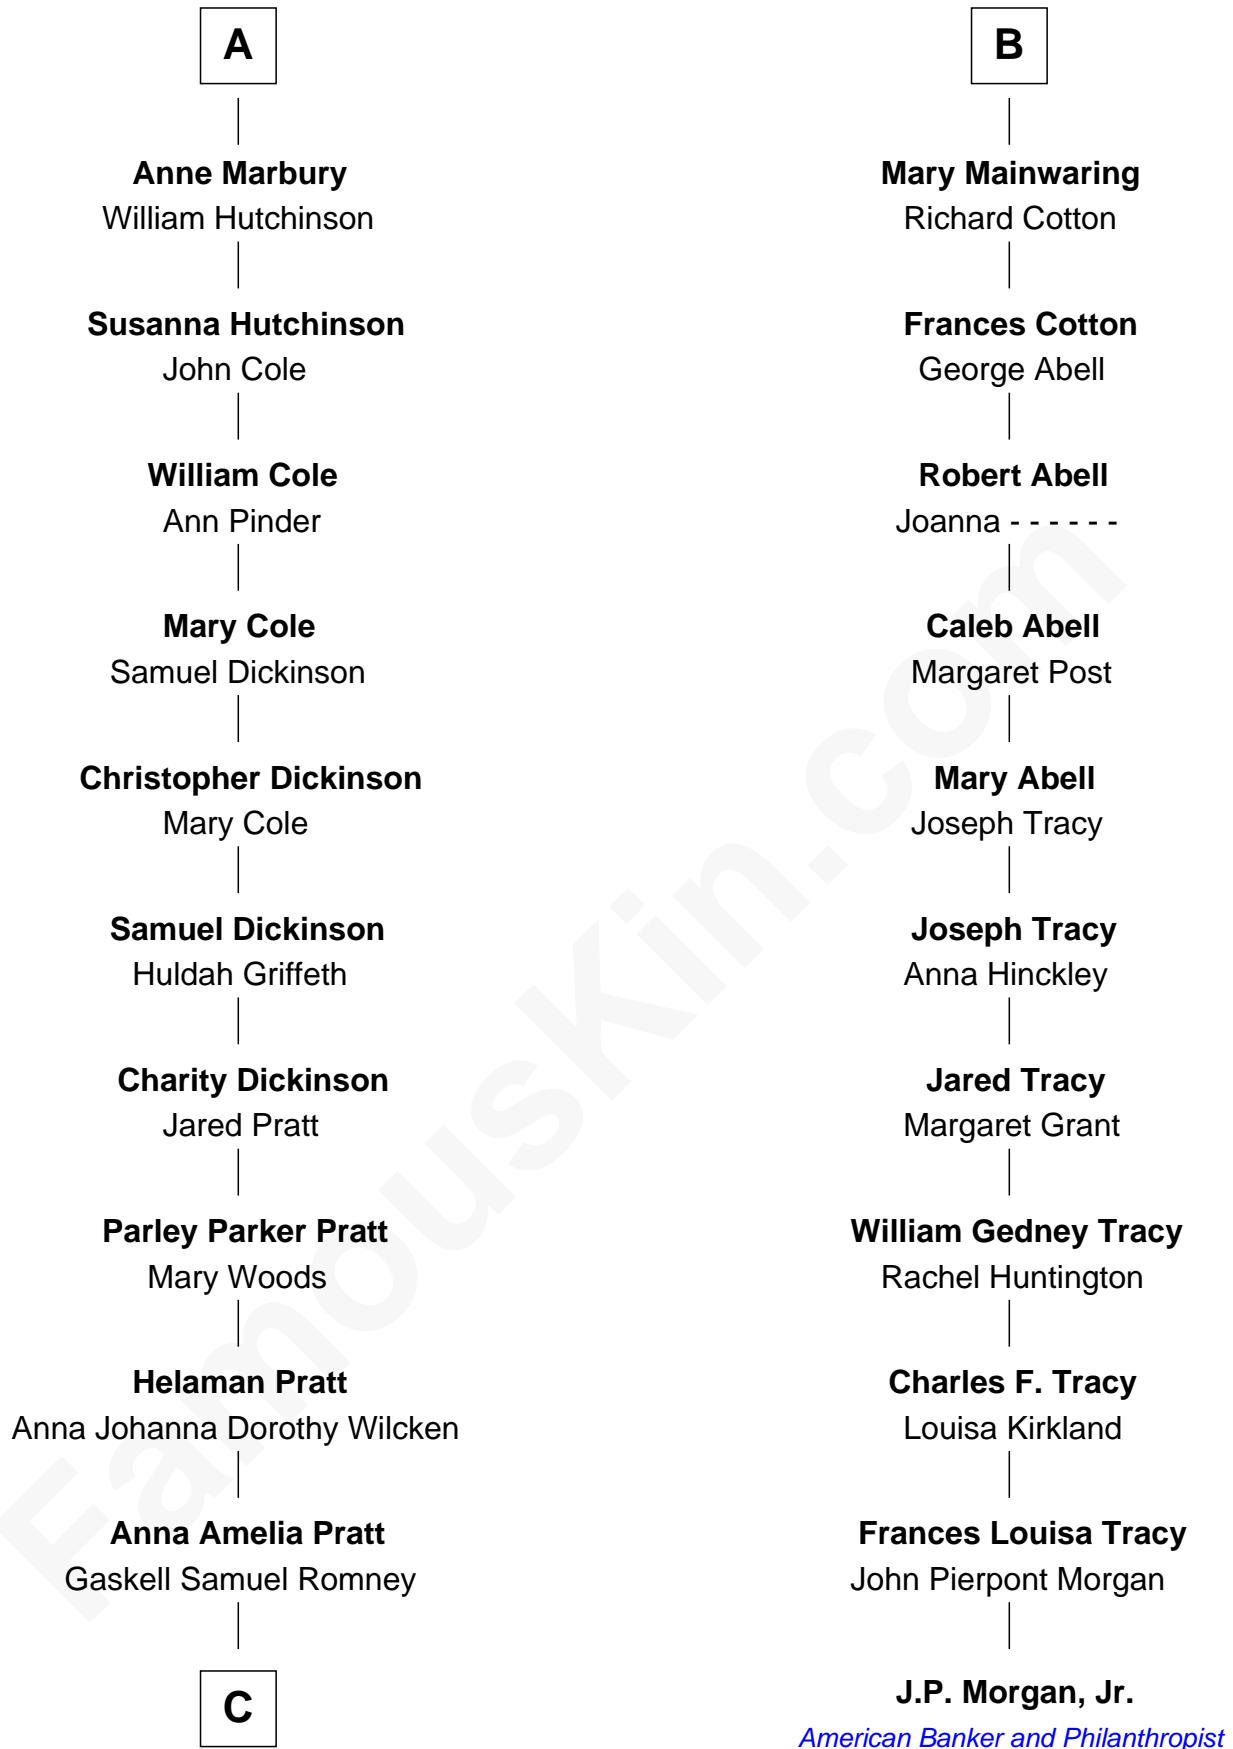 A
Anne Marbury
William Hutchinson
Susanna Hutchinson
John Cole
William Cole
Ann Pinder
Mary Cole
Samuel Dickinson
Christopher Dickinson
Mary Cole
Samuel Dickinson
Huldah Griffeth
Charity Dickinson
Jared Pratt
Parley Parker Pratt
Mary Woods
Helaman Pratt
Anna Johanna Dorothy Wilcken
Anna Amelia Pratt
Gaskell Samuel Romney
C
B
Mary Mainwaring
Richard Cotton
Frances Cotton
George Abell
Robert Abell
Joanna - - - - - -
Caleb Abell
Margaret Post
Mary Abell
Joseph Tracy
Joseph Tracy
Anna Hinckley
Jared Tracy
Margaret Grant
William Gedney Tracy
Rachel Huntington
Charles F. Tracy
Louisa Kirkland
Frances Louisa Tracy
John Pierpont Morgan
J.P. Morgan, Jr.
American Banker and Philanthropist
FamousKin.com